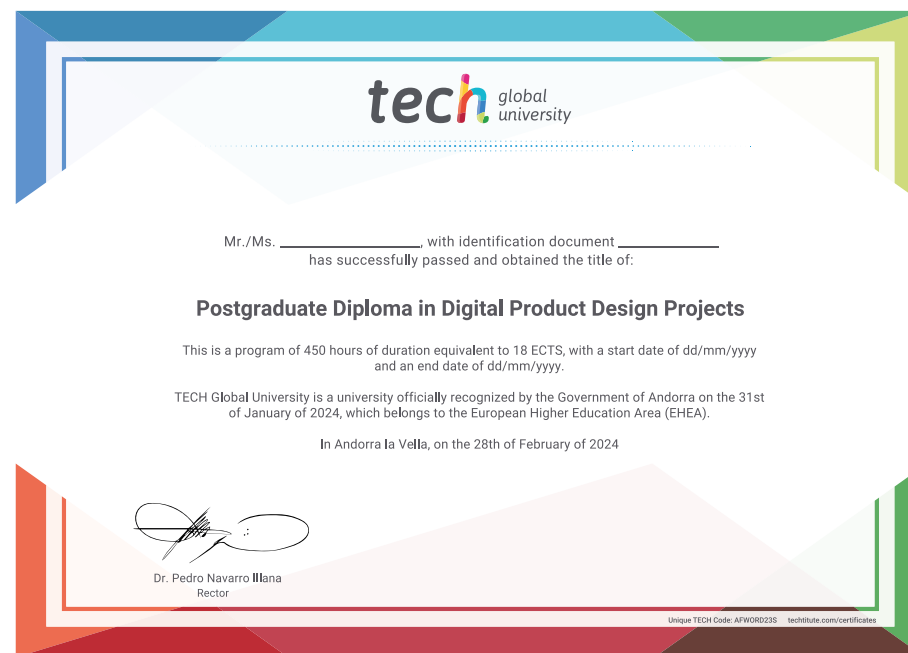 tech global university
Mr./Ms. ____________________, with identification document ______________
has successfully passed and obtained the title of:
Postgraduate Diploma in Digital Product Design Projects
This is a program of 450 hours of duration equivalent to 18 ECTS, with a start date of dd/mm/yyyy
and an end date of dd/mm/yyyy.
TECH Global University is a university officially recognized by the Government of Andorra on the 31st
of January of 2024, which belongs to the European Higher Education Area (EHEA).
In Andorra la Vella, on the 28th of February of 2024
Dr. Pedro Navarro Illana
Rector
Unique TECH Code: AFWORD23S techtitute.com/certificates